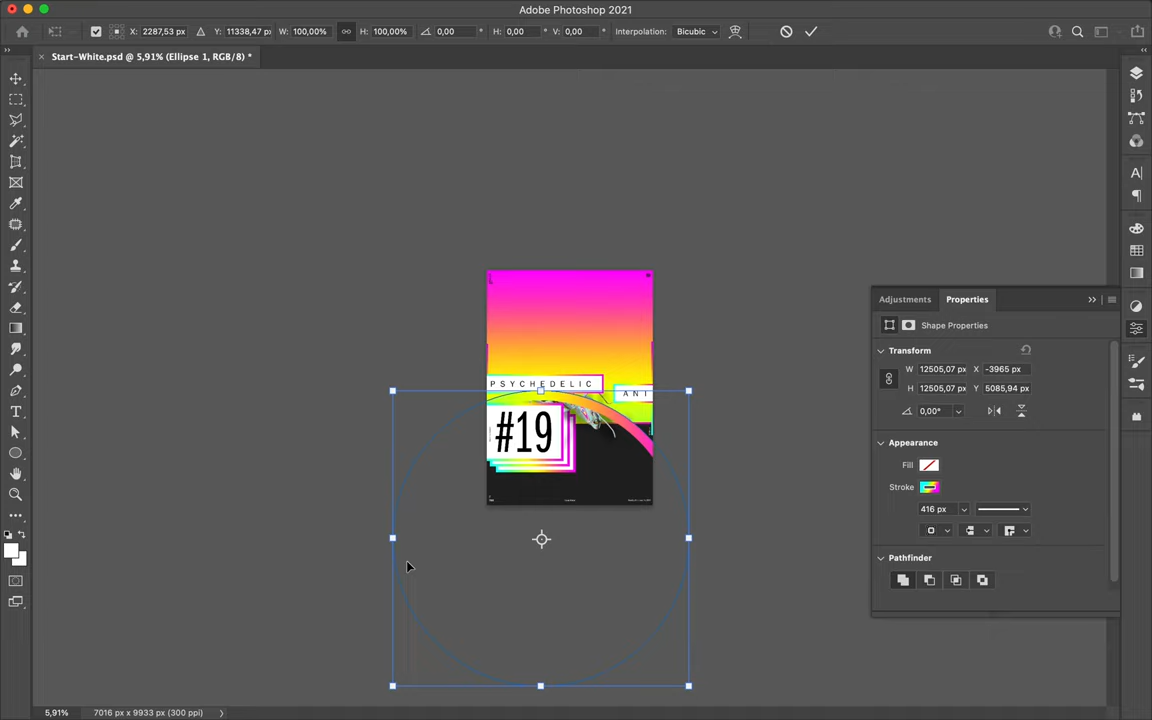 Adobe Photoshop 2021
X: 2287,53 px Y: 11338,47 px W: 100,00% H: 100,00% 0,00 ° H: 0,00 ° V: 0,00 ° Interpolation: Bicubic
Start-White.psd @ 5,91% (Ellipse 1, RGB/8) *
Adjustments Properties
Shape Properties
Transform
W 12505,07 px X -3965 px
H 12505,07 px Y 5085,94 px
0,00°
PSYCHEDELIC
ANI
#19
Appearance
Fill
Stroke
416 px
Pathfinder
5,91% 7016 px x 9933 px (300 ppi)